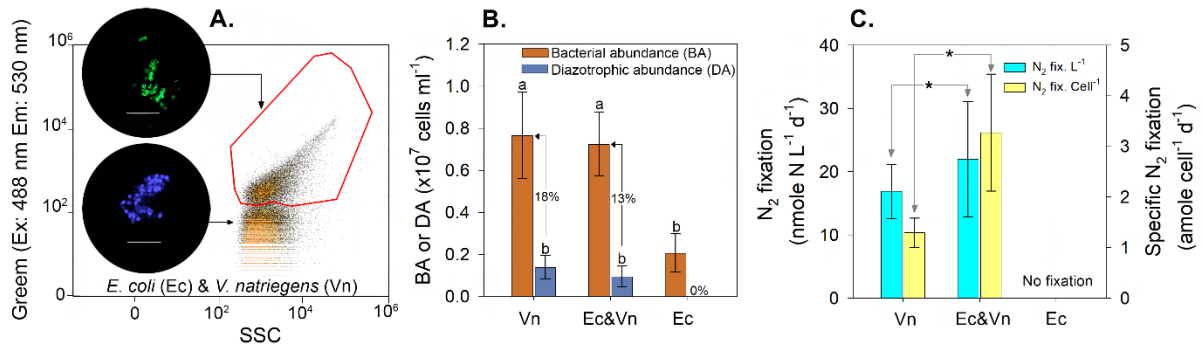 A.
Greem (Ex: 488 nm Em: 530 nm)
10⁶
10⁴
10²
0
E. coli (Ec) & V. natriegens (Vn)
0
10²
10⁴
10⁶
SSC
B.
BA or DA (x10⁷ cells ml⁻¹)
1.2
1.0
0.8
0.6
0.4
0.2
0.0
Bacterial abundance (BA)
Diazotrophic abundance (DA)
a
18%
b
a
13%
b
b
0%
Vn
Ec&Vn
Ec
C.
N₂ fixation
(nmole N L⁻¹ d⁻¹)
40
30
20
10
0
N₂ fix. L⁻¹
N₂ fix. Cell⁻¹
*
*
No fixation
Vn
Ec&Vn
Ec
5
4
3
2
1
0
Specific N₂ fixation
(amole cell⁻¹ d⁻¹)